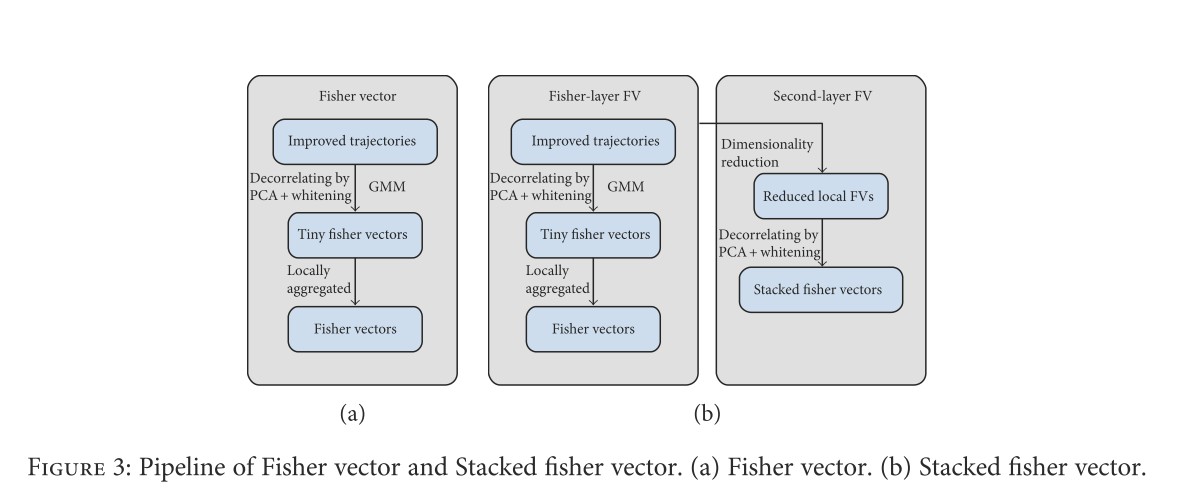 Fisher vector
Improved trajectories
Decorrelating by
PCA + whitening
GMM
Tiny fisher vectors
Locally
aggregated
Fisher vectors
(a)
Fisher-layer FV
Improved trajectories
Decorrelating by
PCA + whitening
GMM
Tiny fisher vectors
Locally
aggregated
Fisher vectors
Second-layer FV
Dimensionality
reduction
Reduced local FVs
Decorrelating by
PCA + whitening
Stacked fisher vectors
(b)
Figure 3: Pipeline of Fisher vector and Stacked fisher vector. (a) Fisher vector. (b) Stacked fisher vector.